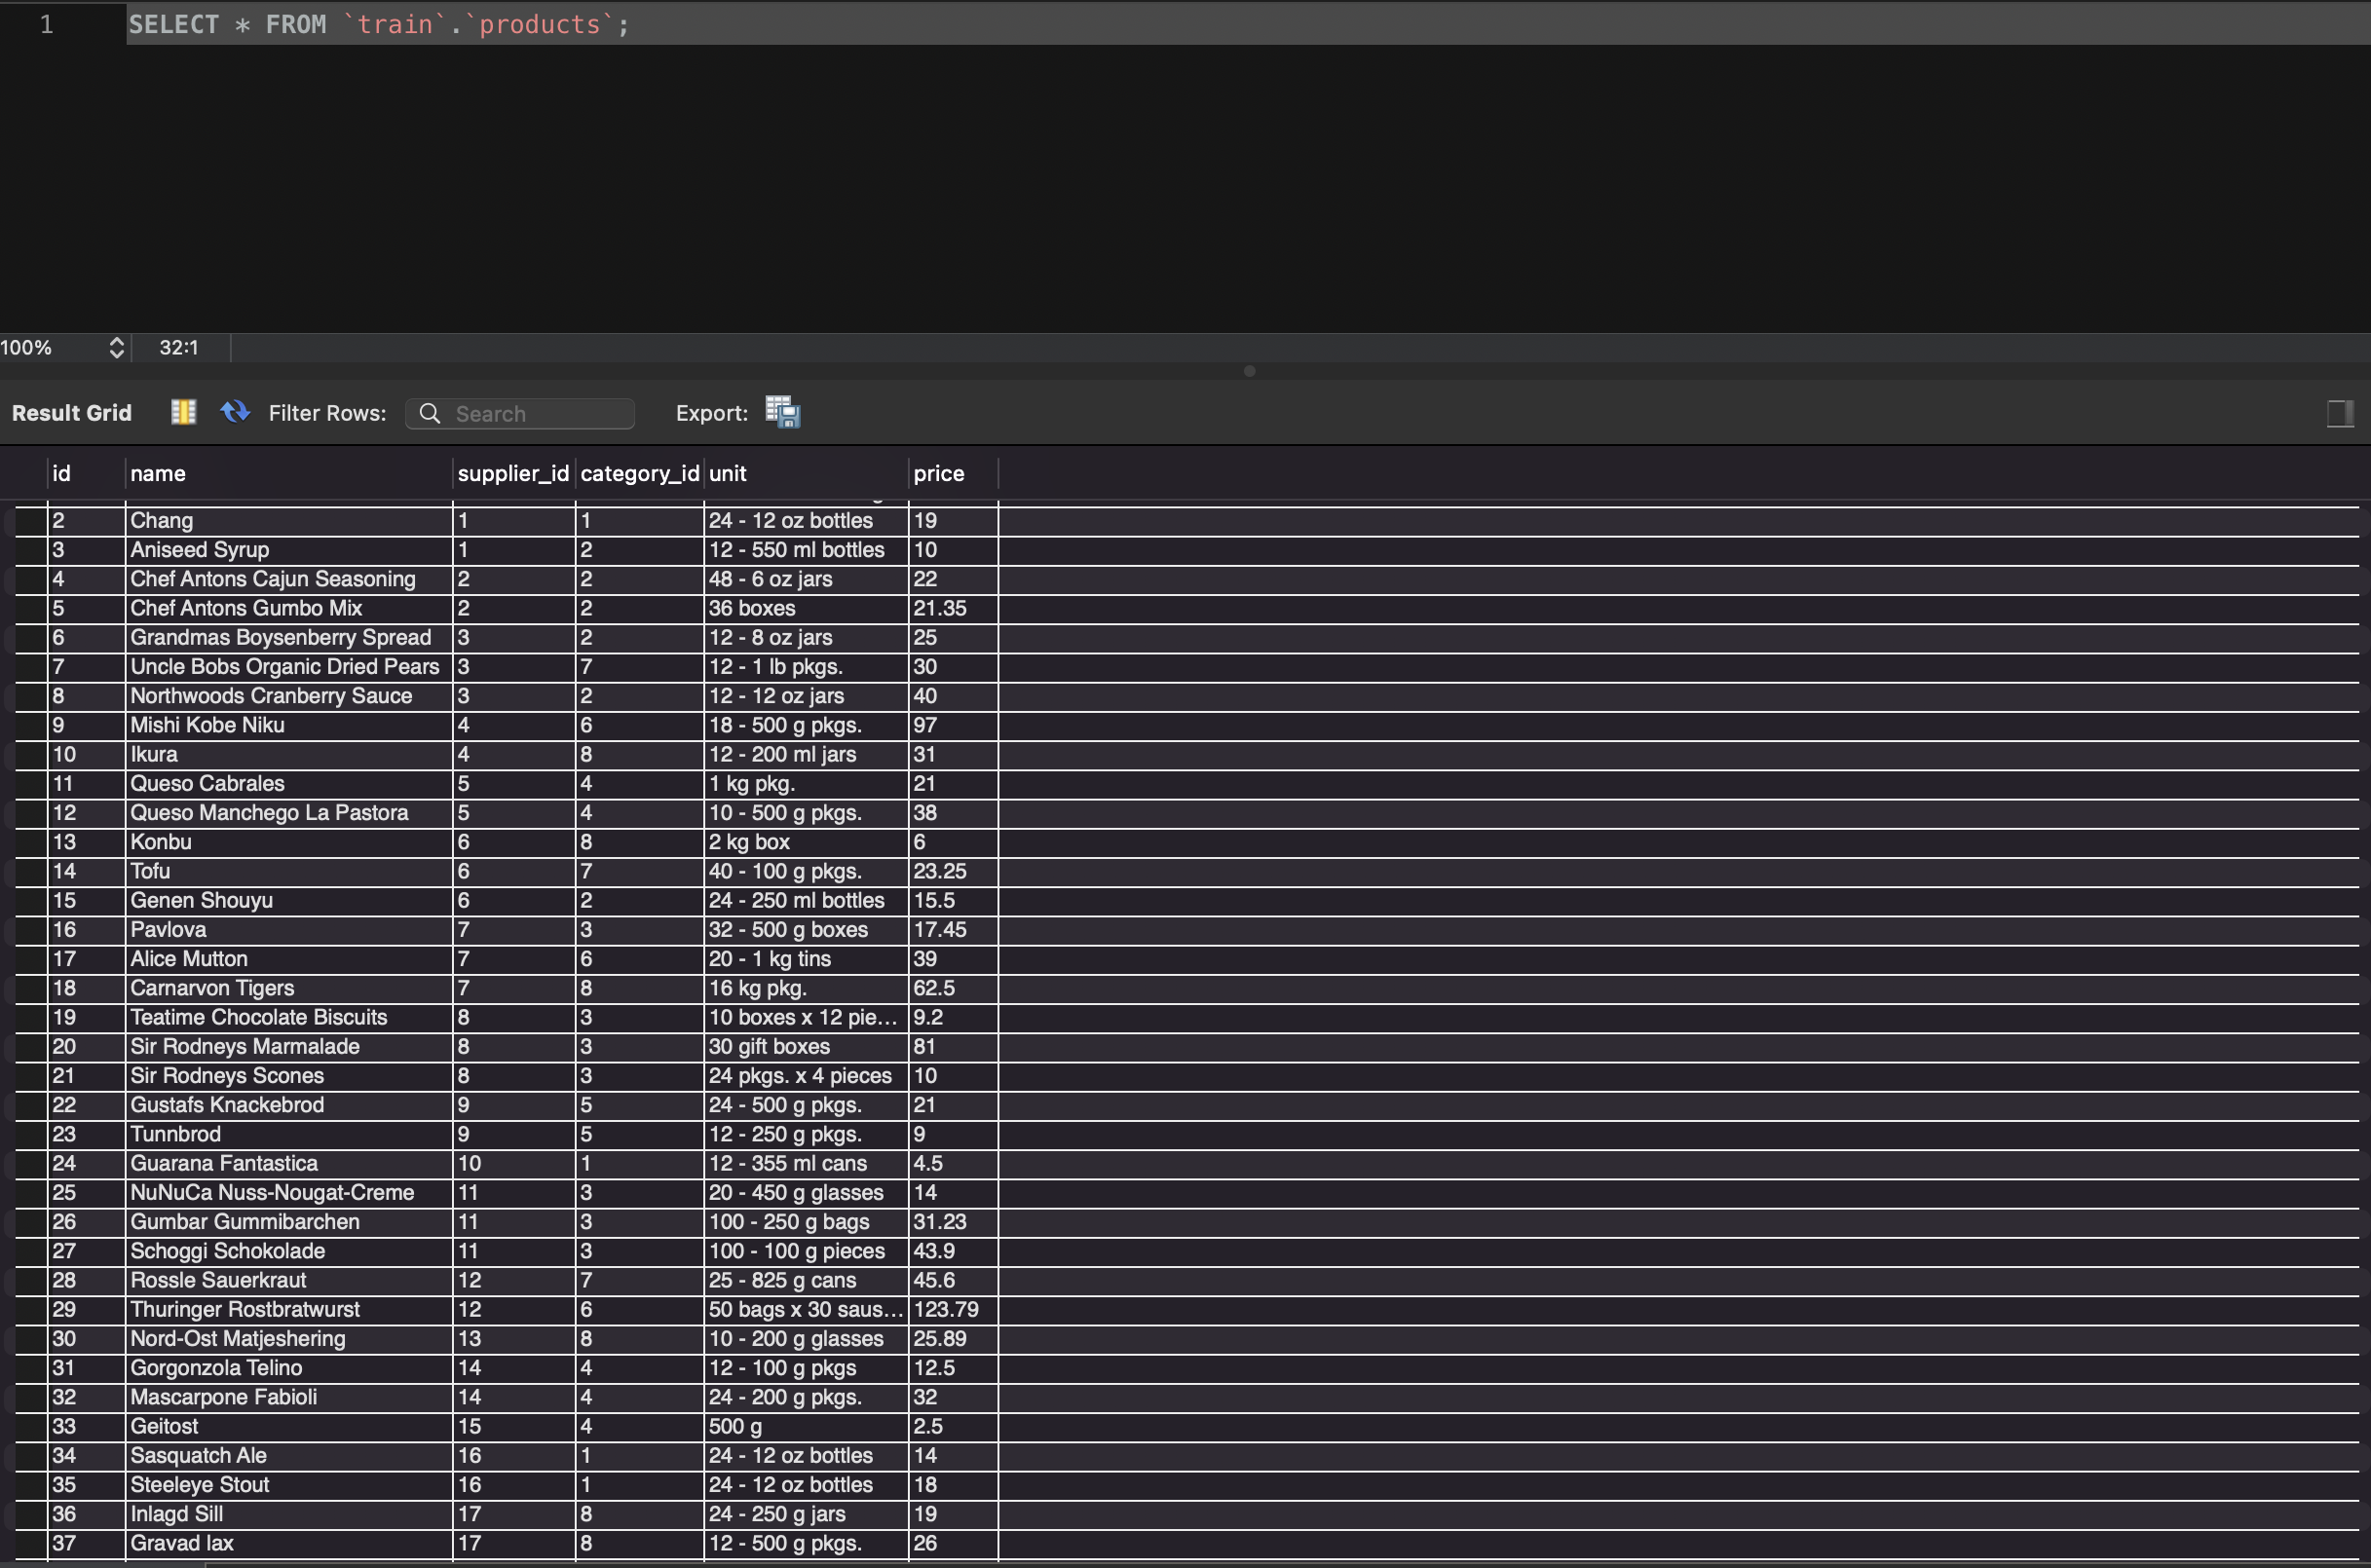 1 SELECT * FROM `train`.`products`;
100% 32:1
Result Grid Filter Rows: Search Export:
id name supplier_id category_id unit price
2 Chang 1 1 24 - 12 oz bottles 19
3 Aniseed Syrup 1 2 12 - 550 ml bottles 10
4 Chef Antons Cajun Seasoning 2 2 48 - 6 oz jars 22
5 Chef Antons Gumbo Mix 2 2 36 boxes 21.35
6 Grandmas Boysenberry Spread 3 2 12 - 8 oz jars 25
7 Uncle Bobs Organic Dried Pears 3 7 12 - 1 lb pkgs. 30
8 Northwoods Cranberry Sauce 3 2 12 - 12 oz jars 40
9 Mishi Kobe Niku 4 6 18 - 500 g pkgs. 97
10 Ikura 4 8 12 - 200 ml jars 31
11 Queso Cabrales 5 4 1 kg pkg. 21
12 Queso Manchego La Pastora 5 4 10 - 500 g pkgs. 38
13 Konbu 6 8 2 kg box 6
14 Tofu 6 7 40 - 100 g pkgs. 23.25
15 Genen Shouyu 6 2 24 - 250 ml bottles 15.5
16 Pavlova 7 3 32 - 500 g boxes 17.45
17 Alice Mutton 7 6 20 - 1 kg tins 39
18 Carnarvon Tigers 7 8 16 kg pkg. 62.5
19 Teatime Chocolate Biscuits 8 3 10 boxes x 12 pie... 9.2
20 Sir Rodneys Marmalade 8 3 30 gift boxes 81
21 Sir Rodneys Scones 8 3 24 pkgs. x 4 pieces 10
22 Gustafs Knackebrod 9 5 24 - 500 g pkgs. 21
23 Tunnbrod 9 5 12 - 250 g pkgs. 9
24 Guarana Fantastica 10 1 12 - 355 ml cans 4.5
25 NuNuCa Nuss-Nougat-Creme 11 3 20 - 450 g glasses 14
26 Gumbar Gummibarchen 11 3 100 - 250 g bags 31.23
27 Schoggi Schokolade 11 3 100 - 100 g pieces 43.9
28 Rossle Sauerkraut 12 7 25 - 825 g cans 45.6
29 Thuringer Rostbratwurst 12 6 50 bags x 30 saus... 123.79
30 Nord-Ost Matjeshering 13 8 10 - 200 g glasses 25.89
31 Gorgonzola Telino 14 4 12 - 100 g pkgs 12.5
32 Mascarpone Fabioli 14 4 24 - 200 g pkgs. 32
33 Geitost 15 4 500 g 2.5
34 Sasquatch Ale 16 1 24 - 12 oz bottles 14
35 Steeleye Stout 16 1 24 - 12 oz bottles 18
36 Inlagd Sill 17 8 24 - 250 g jars 19
37 Gravad lax 17 8 12 - 500 g pkgs. 26